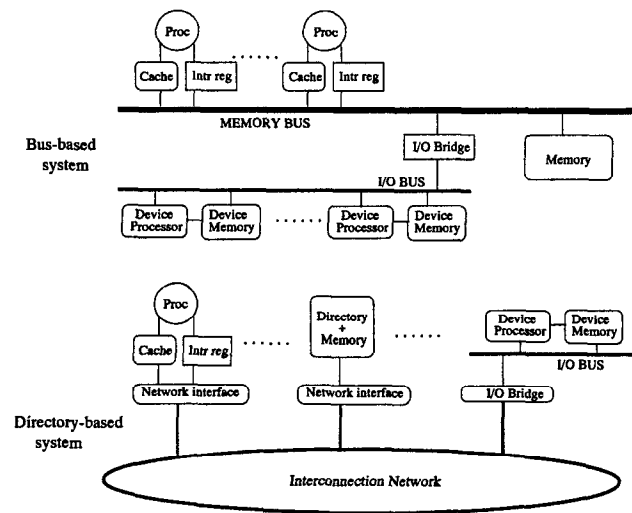 Proc
Proc
Cache
Intr reg
Cache
Intr reg
MEMORY BUS
Bus-based
system
I/O Bridge
Memory
I/O BUS
Device
Processor
Device
Memory
Device
Processor
Device
Memory
Proc
Directory
+
Memory
Device
Processor
Device
Memory
Cache
Intr reg
I/O BUS
Network interface
Network interface
I/O Bridge
Directory-based
system
Interconnection Network